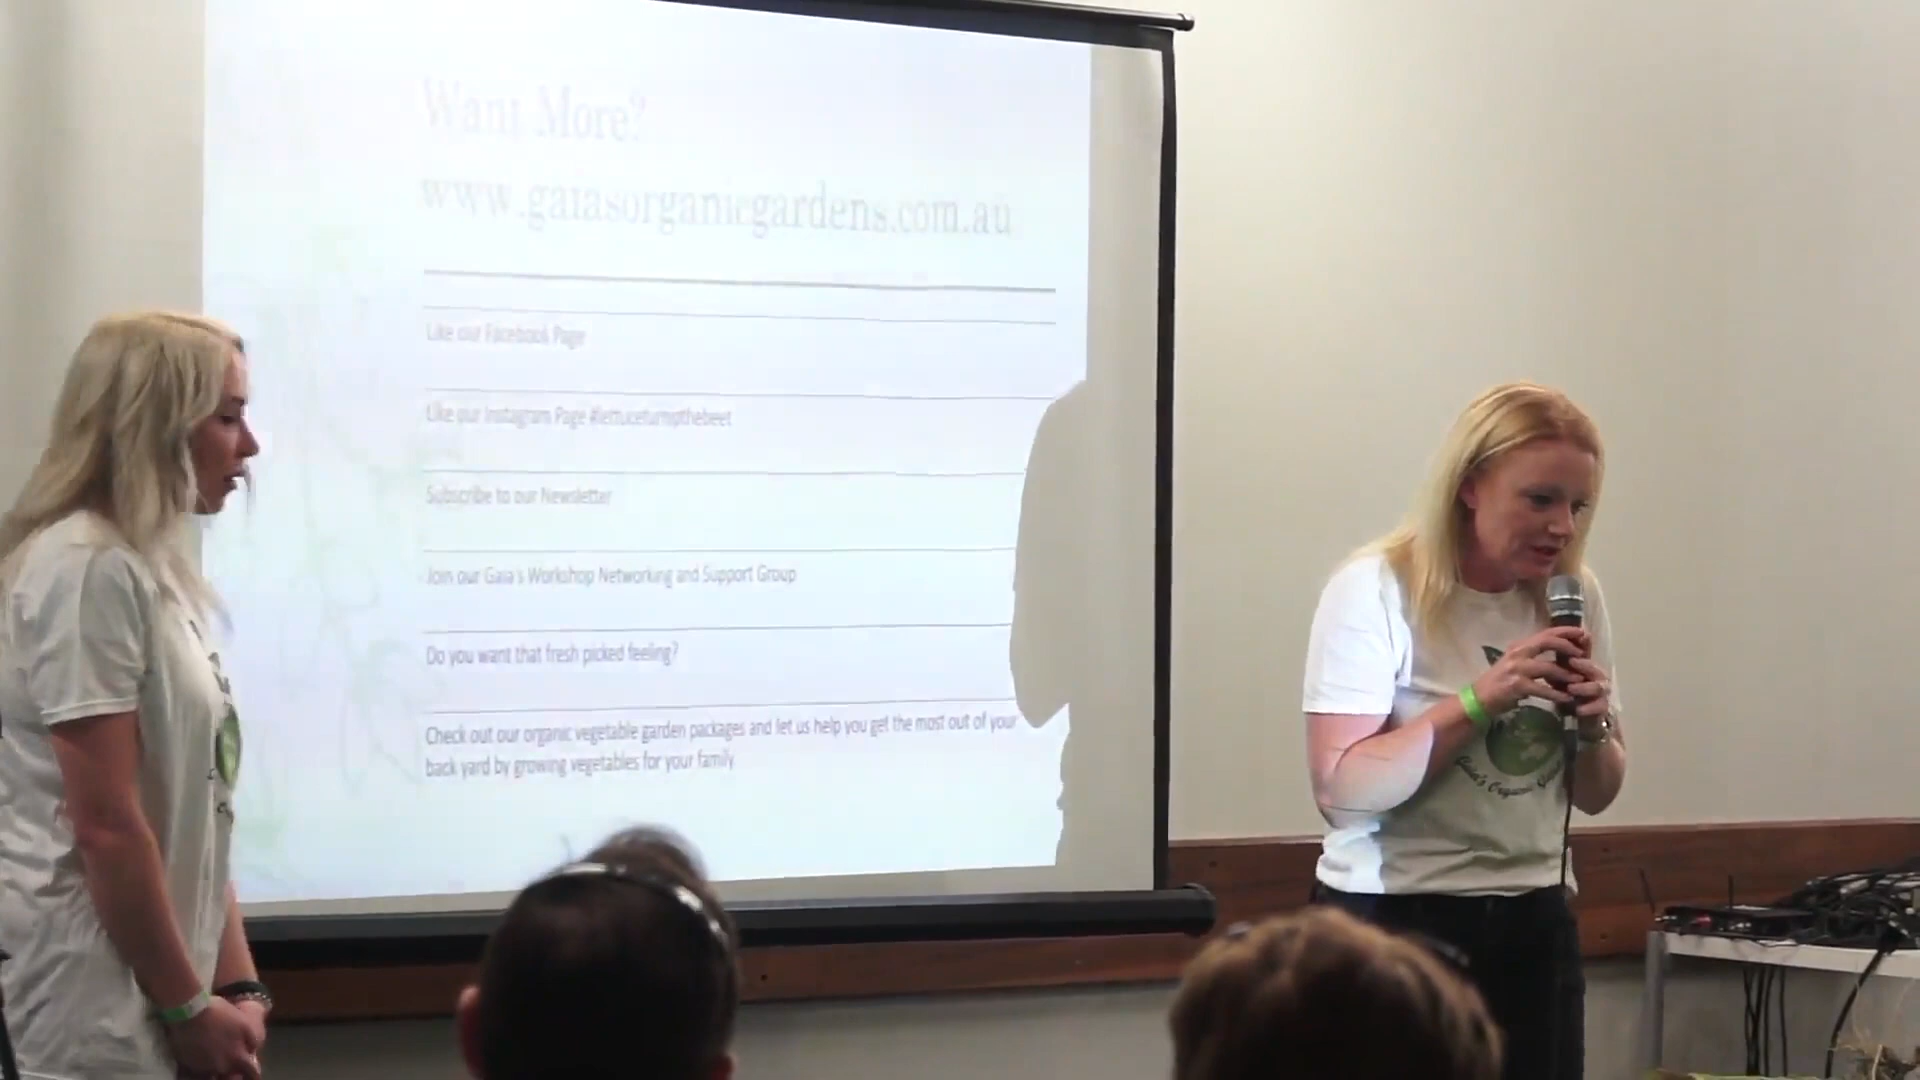 Want More?
www.gaiasorganicgardens.com.au
Like our Facebook Page
Like our Instagram Page #lettuceturnipthebeet
Subscribe to our Newsletter
Join our Gaia's Workshop Networking and Support Group
Do you want that fresh picked feeling?
Check out our organic vegetable garden packages and let us help you get the most out of your
back yard by growing vegetables for your family
Gaia's Organic